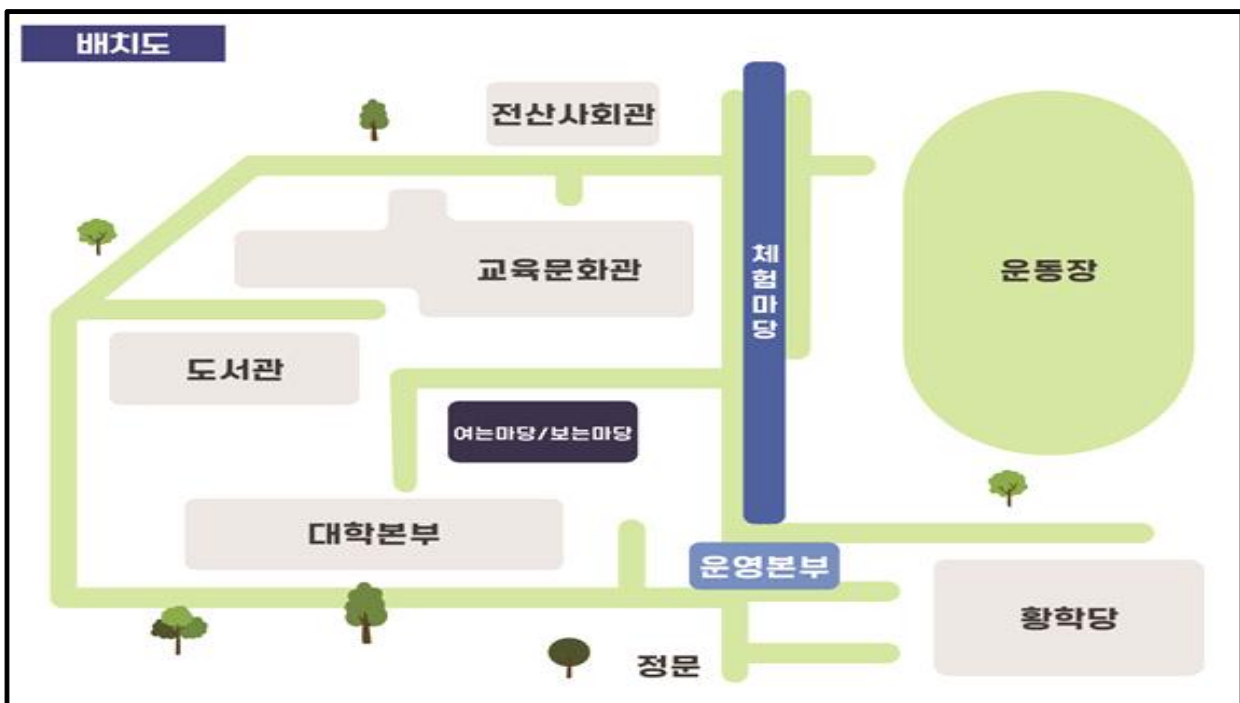 배치도
전산사회관
체험마당
교육문화관
운동장
도서관
여는마당/보는마당
대학본부
운영본부
황학당
정문